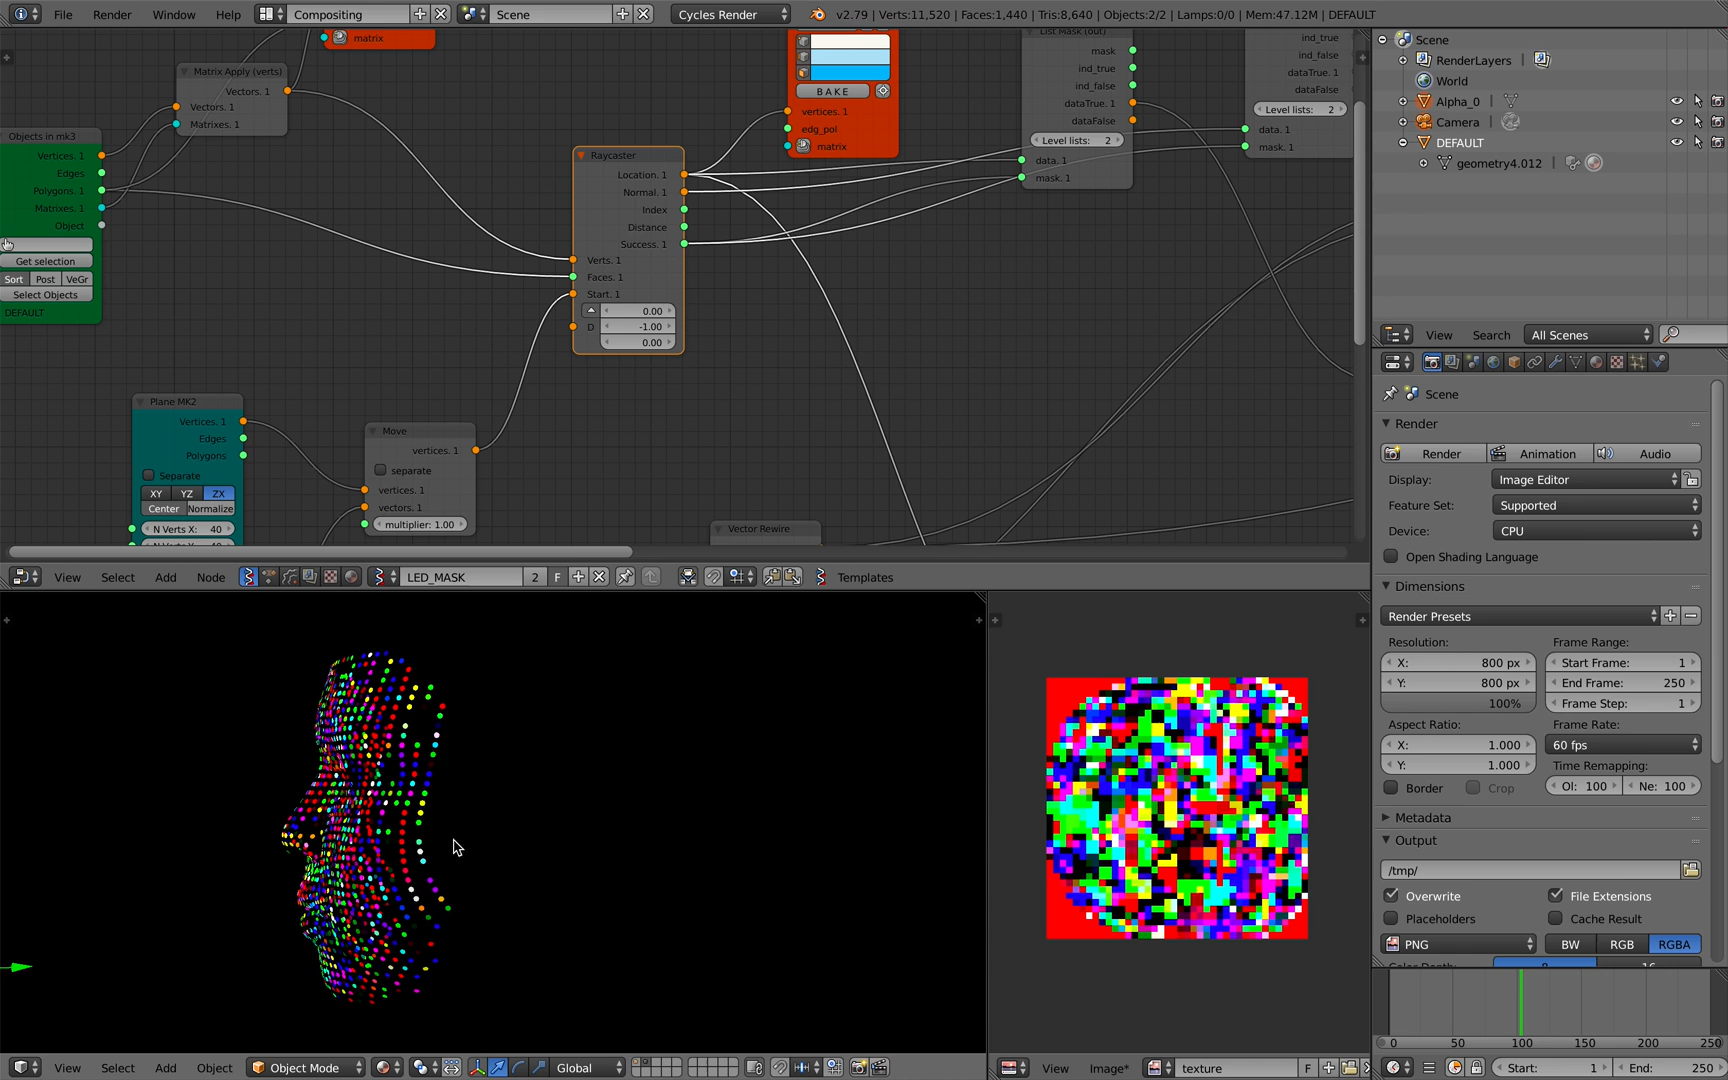 File Render Window Help Compositing Scene Cycles Render v2.79 | Verts:11,520 | Faces:1,440 | Tris:8,640 | Objects:2/2 | Lamps:0/0 | Mem:47.12M | DEFAULT
matrix
Matrix Apply (verts)
Vectors. 1
Vectors. 1
Matrixes. 1
Objects in mk3
Vertices. 1
Edges
Polygons. 1
Matrixes. 1
Object
Get selection
Sort Post VeGr
Select Objects
DEFAULT
Raycaster
Location. 1
Normal. 1
Index
Distance
Success. 1
Verts. 1
Faces. 1
Start. 1
0.00
D -1.00
0.00
BAKE
vertices. 1
edg_pol
matrix
List Mask (out)
mask
ind_true
ind_false
dataTrue. 1
dataFalse
Level lists: 2
data. 1
mask. 1
ind_true
ind_false
dataTrue. 1
dataFalse
Level lists: 2
data. 1
mask. 1
Plane MK2
Vertices. 1
Edges
Polygons
Separate
XY YZ ZX
Center Normalize
N Verts X: 40
Move
vertices. 1
separate
vertices. 1
vectors. 1
multiplier: 1.00
Vector Rewire
View Select Add Node LED_MASK 2 F Templates
View Select Add Object Object Mode Global
View Image* texture F
Scene
RenderLayers
World
Alpha_0
Camera
DEFAULT
geometry4.012
View Search All Scenes
Scene
Render
Render Animation Audio
Display: Image Editor
Feature Set: Supported
Device: CPU
Open Shading Language
Dimensions
Render Presets
Resolution: Frame Range:
X: 800 px Start Frame: 1
Y: 800 px End Frame: 250
100% Frame Step: 1
Aspect Ratio: Frame Rate:
X: 1.000 60 fps
Y: 1.000 Time Remapping:
Border Crop Ol: 100 Ne: 100
Metadata
Output
/tmp/
Overwrite File Extensions
Placeholders Cache Result
PNG BW RGB RGBA
0 50 100 150 200 250
Start: 1 End: 250